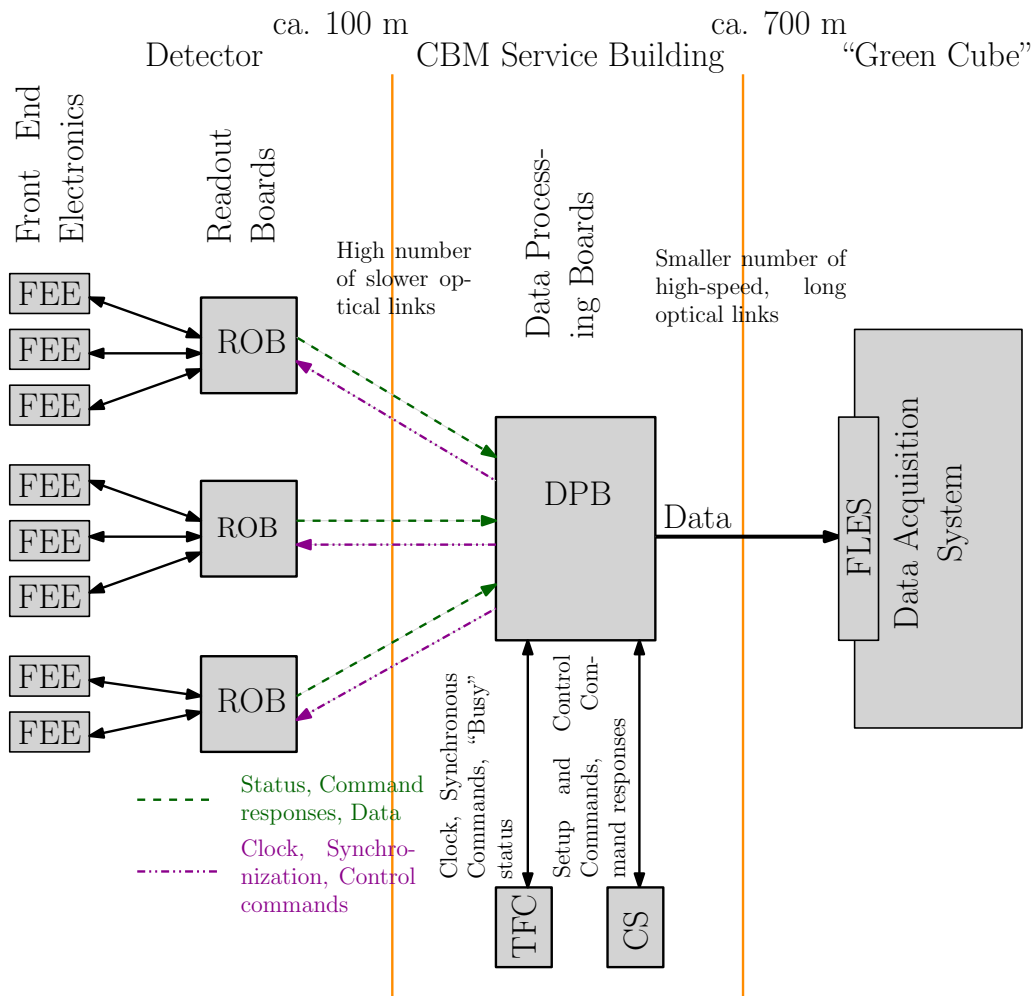 ca. 100 m
ca. 700 m
Detector
CBM Service Building
“Green Cube”
Front End
Electronics
Readout
Boards
Data Process-
ing Boards
High number
of slower op-
tical links
Smaller number of
high-speed, long
optical links
FEE
FEE
FEE
ROB
FEE
FEE
FEE
ROB
FEE
FEE
ROB
DPB
Data
FLES
Data Acquisition
System
Clock, Synchronous
Commands, “Busy”
status
Setup and Control
Commands, Com-
mand responses
TFC
CS
Status, Command
responses, Data
Clock, Synchro-
nization, Control
commands